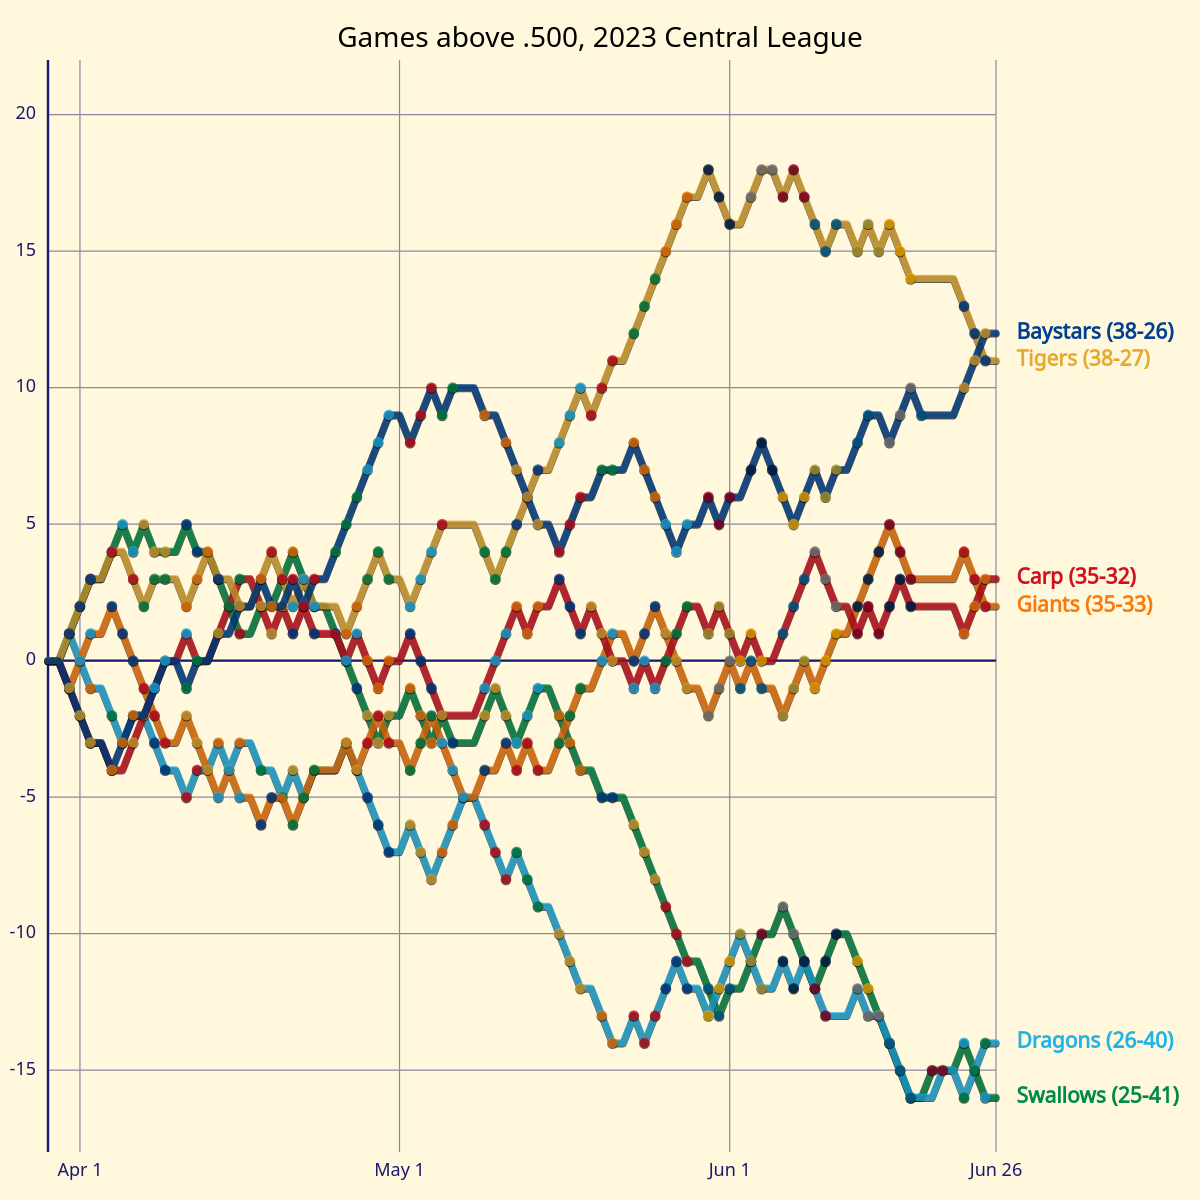 Games above .500, 2023 Central League
20
15
10
5
0
-5
-10
-15
Baystars (38-26)
Tigers (38-27)
Carp (35-32)
Giants (35-33)
Dragons (26-40)
Swallows (25-41)
Apr 1
May 1
Jun 1
Jun 26